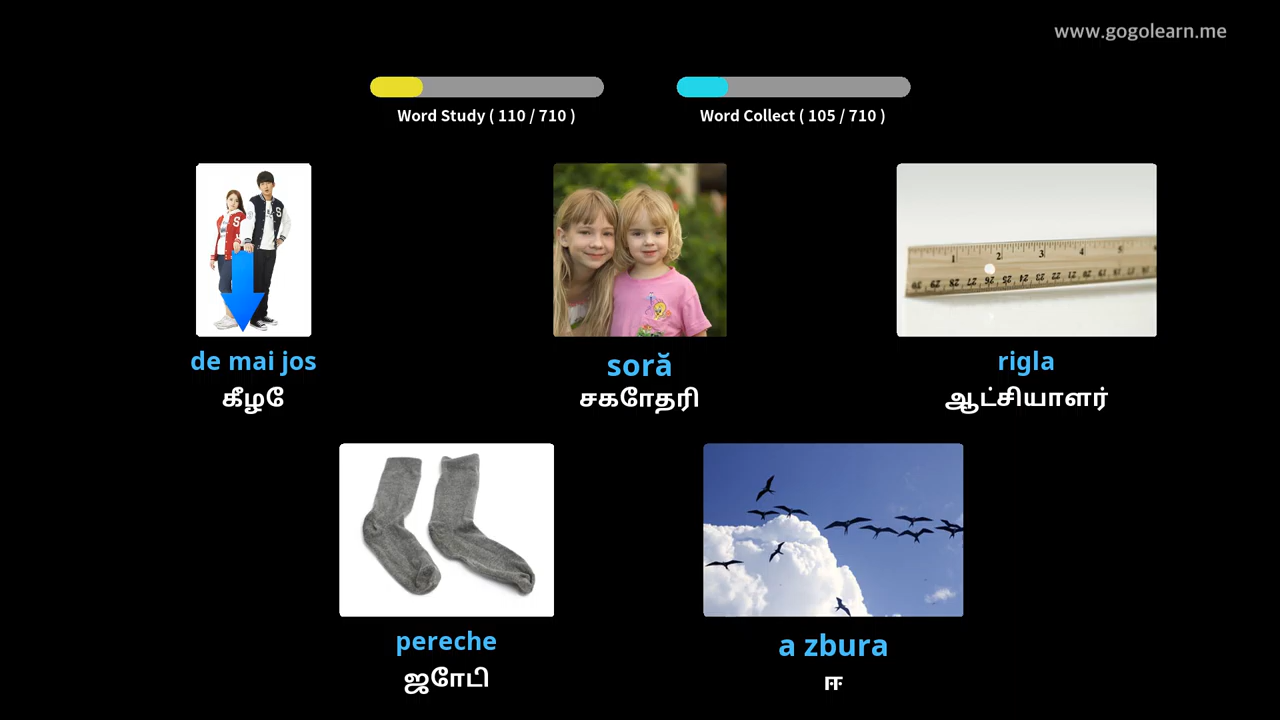 www.gogolearn.me
Word Study ( 110 / 710 )
Word Collect ( 105 / 710 )
de mai jos
கீழே
soră
சகோதரி
rigla
ஆட்சியாளர்
pereche
ஜோடி
a zbura
ஈ